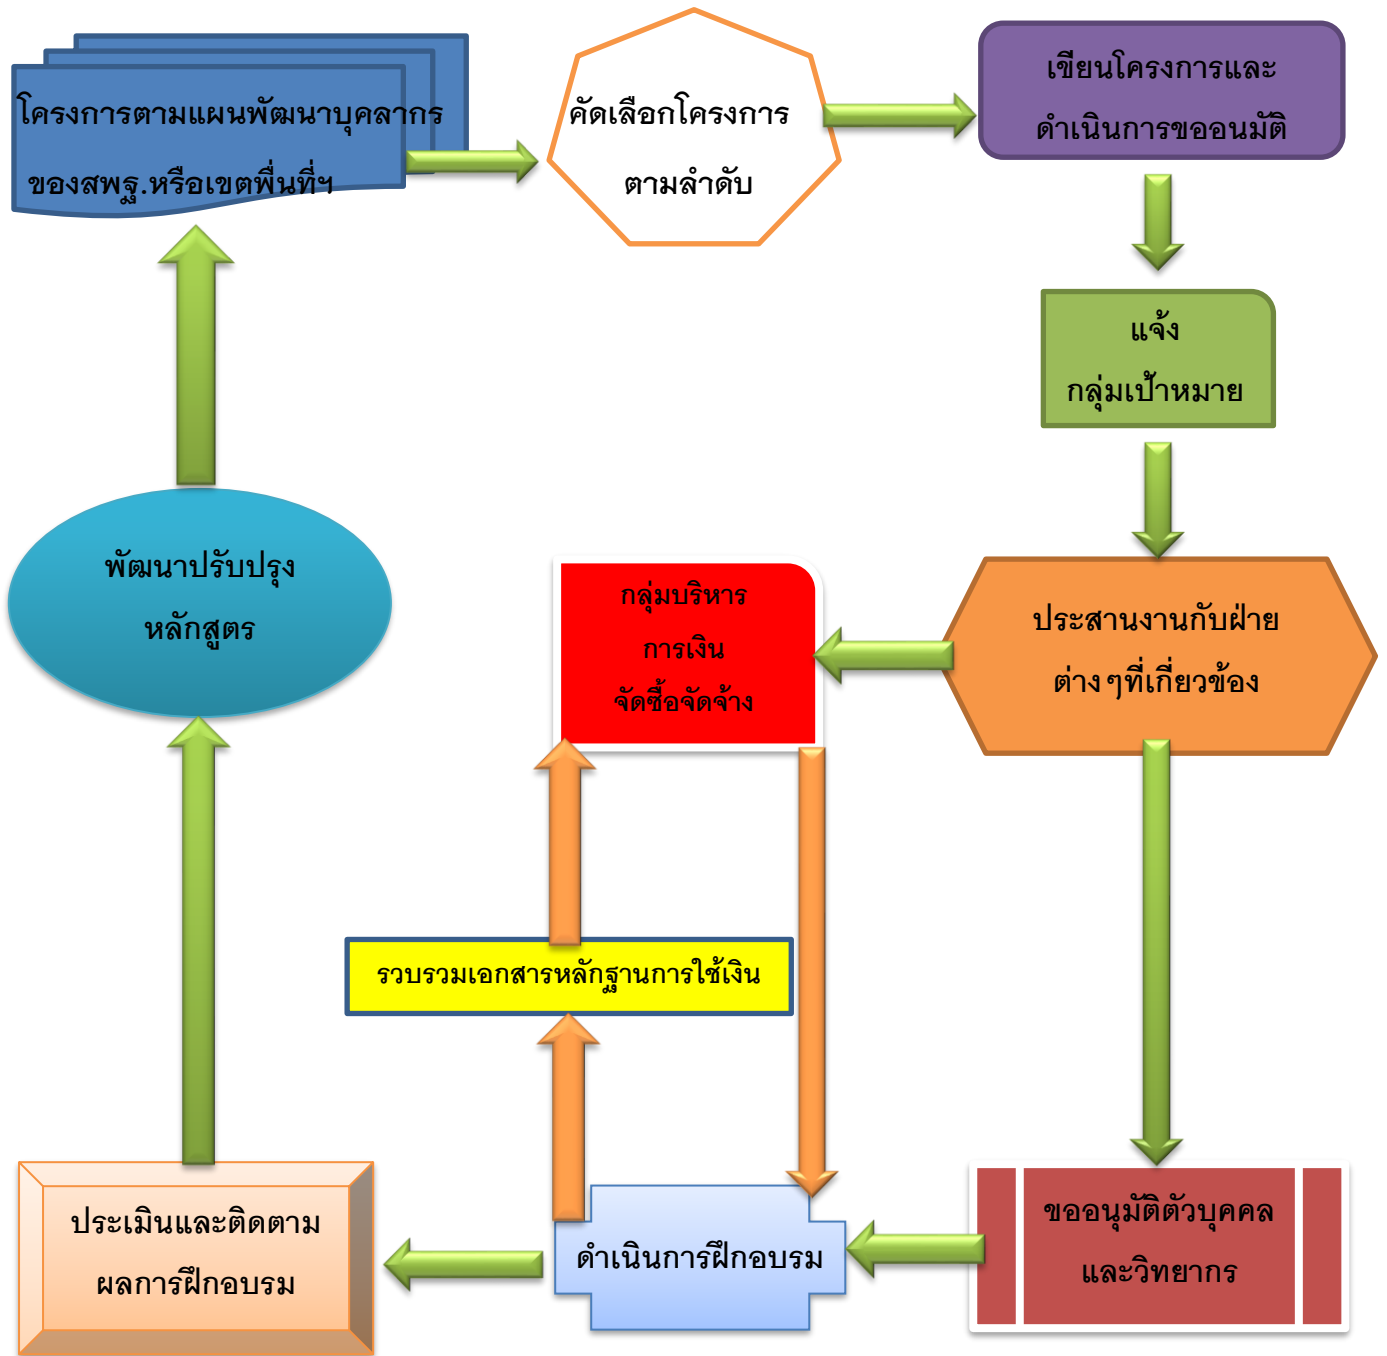 โครงการตามแผนพัฒนาบุคลากร
ของสพฐ.หรือเขตพื่นที่ฯ
คัดเลือกโครงการ
ตามลำดับ
เขียนโครงการและ
ดำเนินการขออนมัติ
แจ้ง
กลุ่มเป้าหมาย
ประสานงานกับฝ่าย
ต่างๆที่เกี่ยวข้อง
กลุ่มบริหาร
การเงิน
จัดซื้อจัดจ้าง
พัฒนาปรับปรุง
หลักสูตร
รวบรวมเอกสารหลักฐานการใช้เงิน
ขออนุมัติตัวบุคคล
และวิทยากร
ดำเนินการฝึกอบรม
ประเมินและติดตาม
ผลการฝึกอบรม